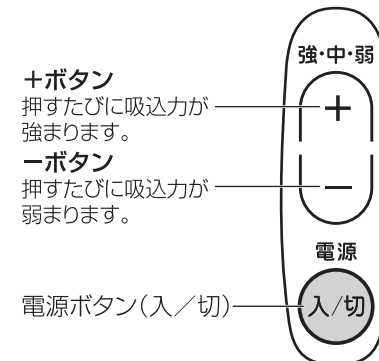 強・中・弱
＋ボタン
押すたびに吸込力が
強まります。
＋
ーボタン
押すたびに吸込力が
弱まります。
－
電源
電源ボタン（入／切）
入/切